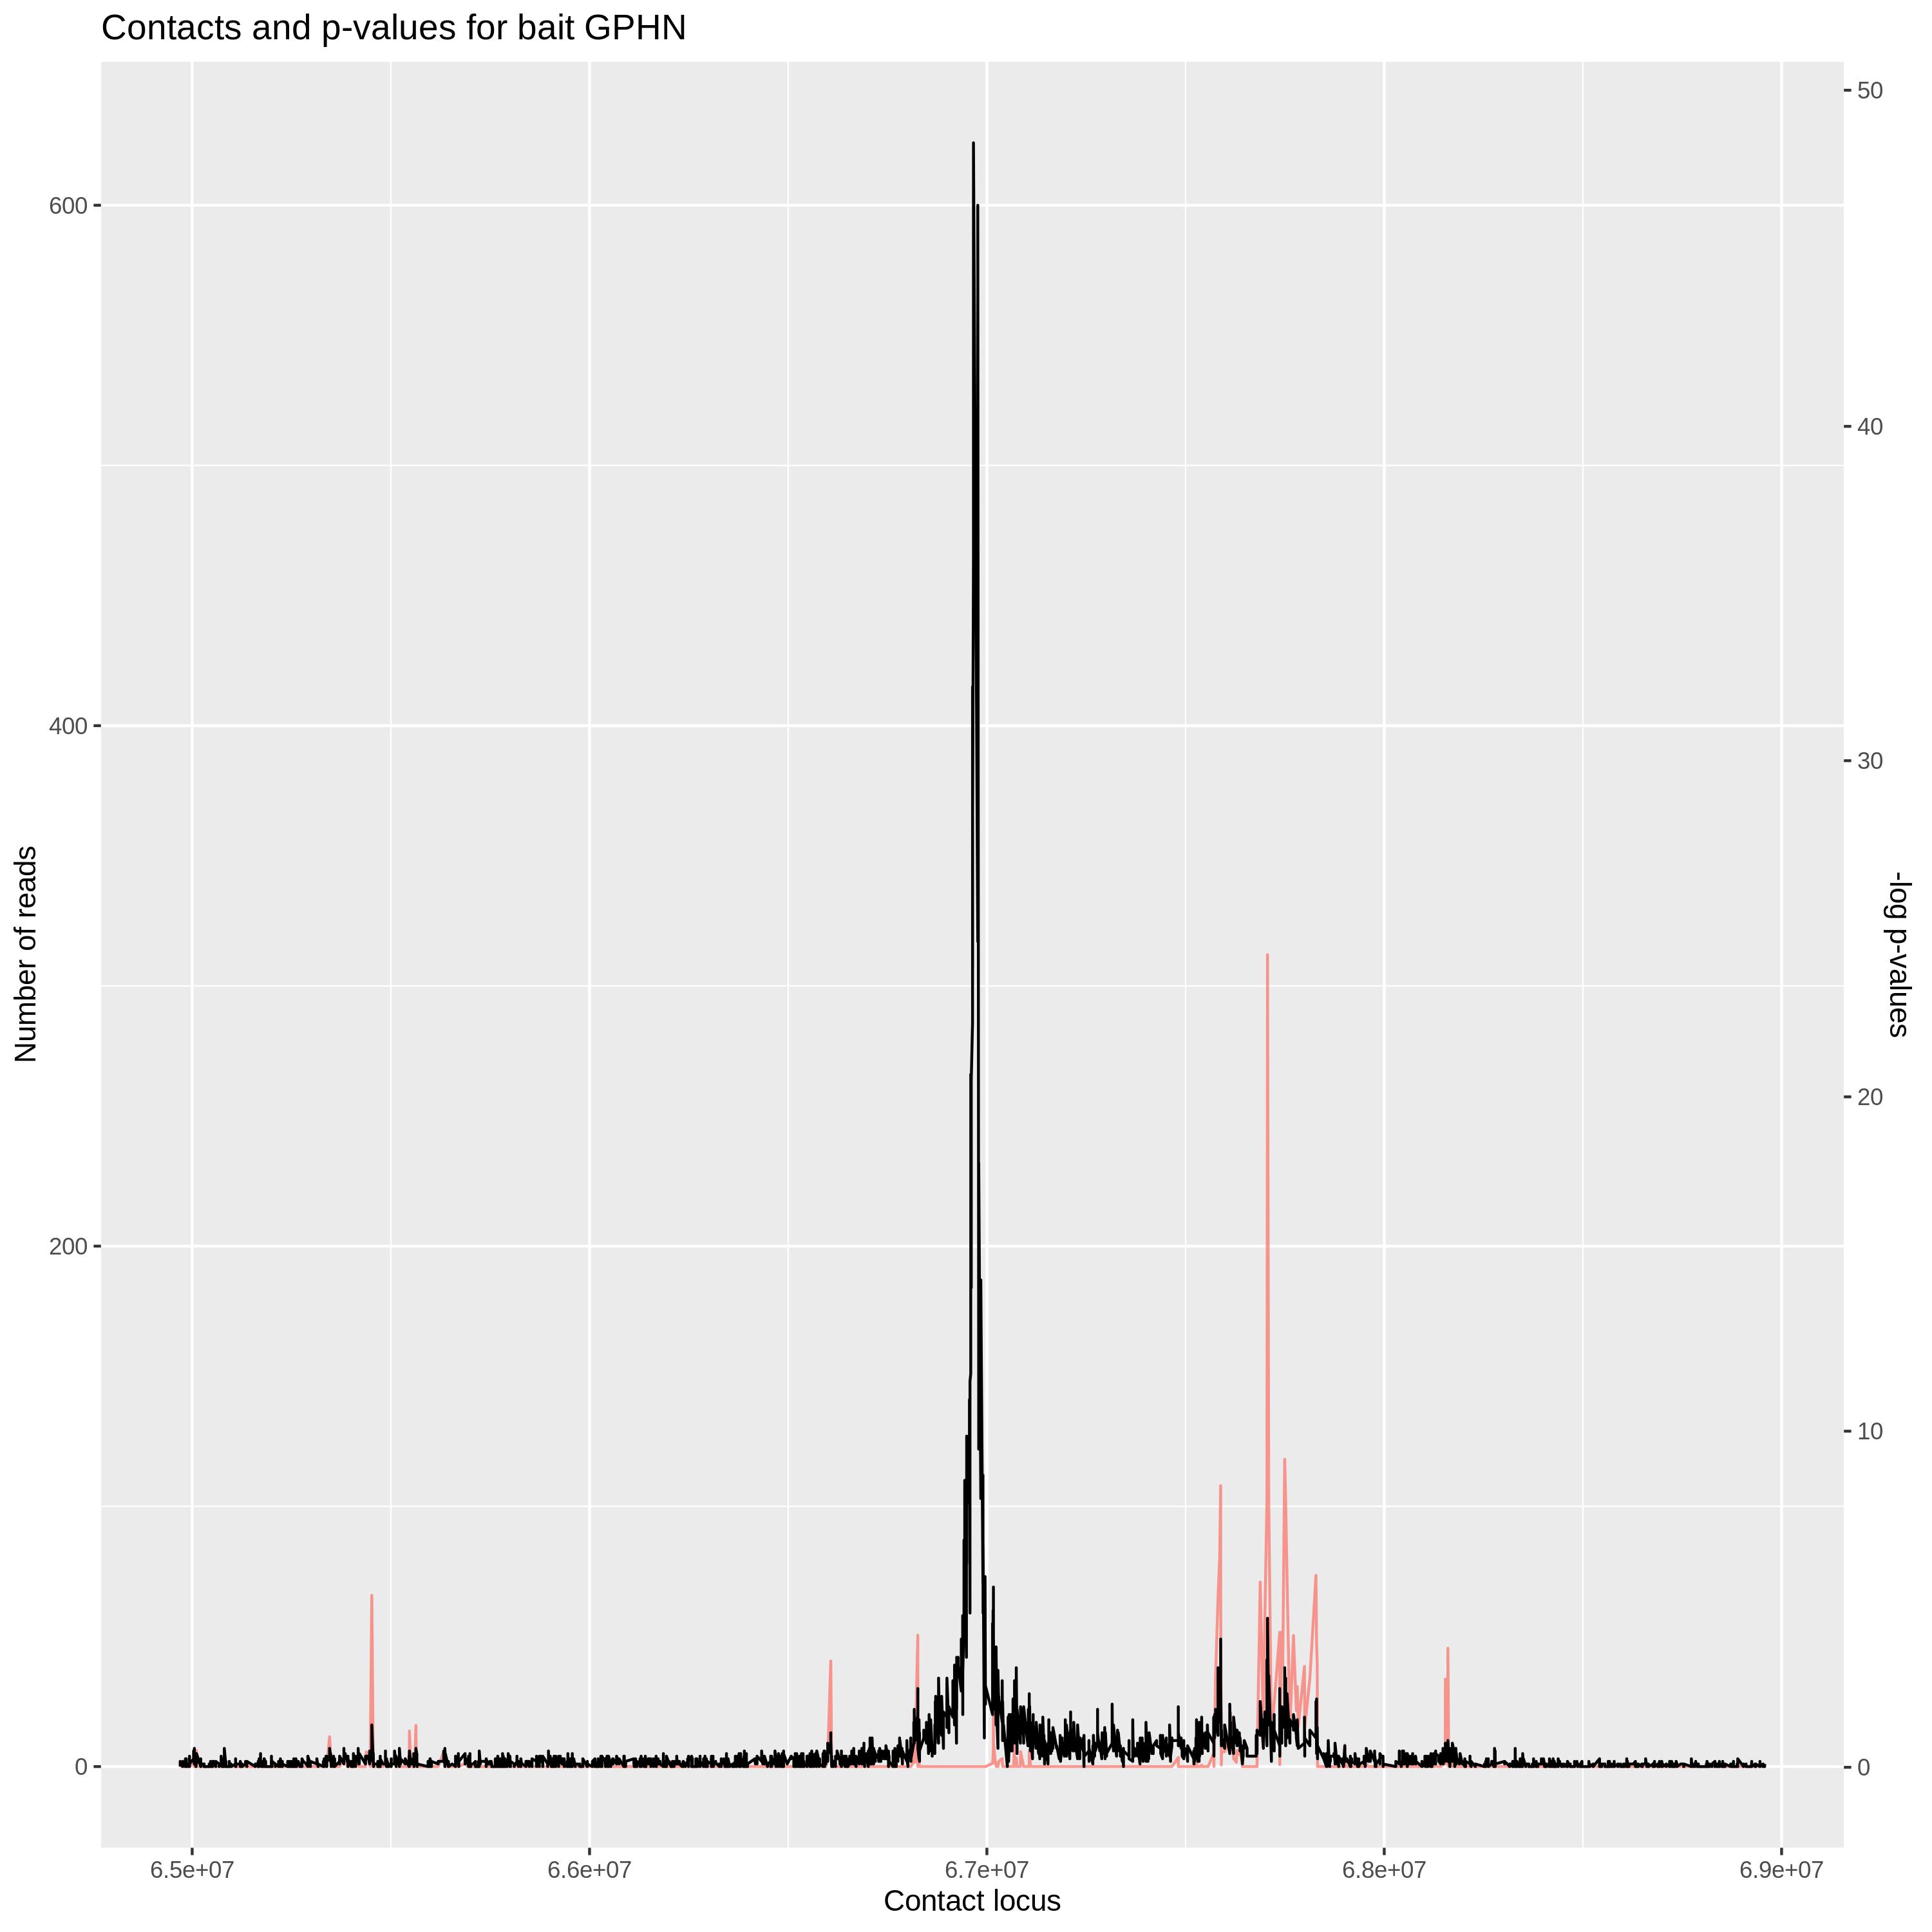 Contacts and p-values for bait GPHN
Number of reads
600
400
200
0
50
40
30
20
10
0
-log p-values
6.5e+07
6.6e+07
6.7e+07
6.8e+07
6.9e+07
Contact locus